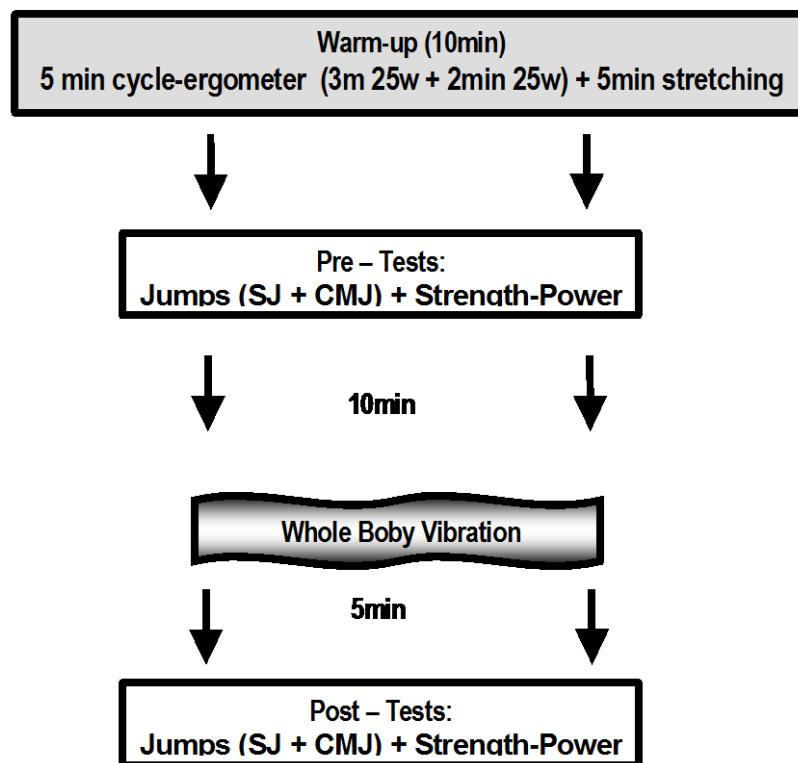 Warm-up (10min)
5 min cycle-ergometer (3m 25w + 2min 25w) + 5min stretching
Pre – Tests:
Jumps (SJ + CMJ) + Strength-Power
10min
Whole Boby Vibration
5min
Post – Tests:
Jumps (SJ + CMJ) + Strength-Power